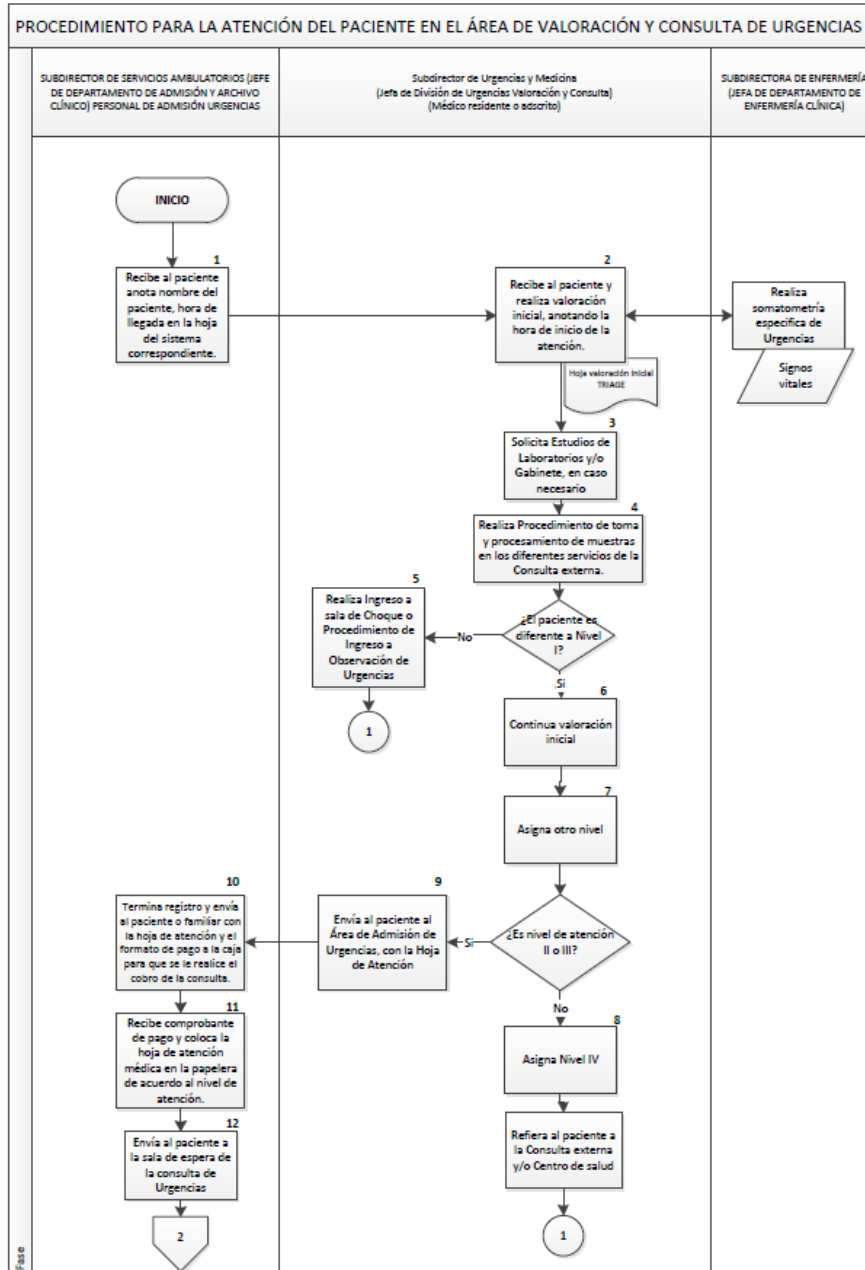 PROCEDIMIENTO PARA LA ATENCIÓN DEL PACIENTE EN EL ÁREA DE VALORACIÓN Y CONSULTA DE URGENCIAS
SUBDIRECTOR DE SERVICIOS AMBULATORIOS (JEFE
DE DEPARTAMENTO DE ADMISIÓN Y ARCHIVO
CLÍNICO) PERSONAL DE ADMISIÓN URGENCIAS
Subdirector de Urgencias y Medicina
(Jefa de División de Urgencias Valoración y Consulta)
(Médico residente o adscrito)
SUBDIRECTORA DE ENFERMERÍA
(JEFA DE DEPARTAMENTO DE
ENFERMERÍA CLÍNICA)
INICIO
1
Recibe al paciente
anota nombre del
paciente, hora de
llegada en la hoja
del sistema
correspondiente.
2
Recibe al paciente y
realiza valoración
inicial, anotando la
hora de inicio de la
atención.
Realiza
somatometría
especifica de
Urgencias
Signos
vitales
Hoja valoración inicial
TRIAGE
3
Solicita Estudios de
Laboratorios y/o
Gabinete, en caso
necesario
4
Realiza Procedimiento de toma
y procesamiento de muestras
en los diferentes servicios de la
Consulta externa.
5
Realiza Ingreso a
sala de Choque o
Procedimiento de
Ingreso a
Observación de
Urgencias
No
¿El paciente es
diferente a Nivel
I?
Si
1
6
Continua valoración
inicial
7
Asigna otro nivel
¿Es nivel de atención
II o III?
Si
9
Envía al paciente al
Área de Admisión de
Urgencias, con la Hoja
de Atención
10
Termina registro y envía
al paciente o familiar con
la hoja de atención y el
formato de pago a la caja
para que se le realice el
cobro de la consulta.
11
Recibe comprobante
de pago y coloca la
hoja de atención
médica en la papelera
de acuerdo al nivel de
atención.
12
Envía al paciente a
la sala de espera de
la consulta de
Urgencias
2
No
8
Asigna Nivel IV
Refiera al paciente a
la Consulta externa
y/o Centro de salud
1
Fase